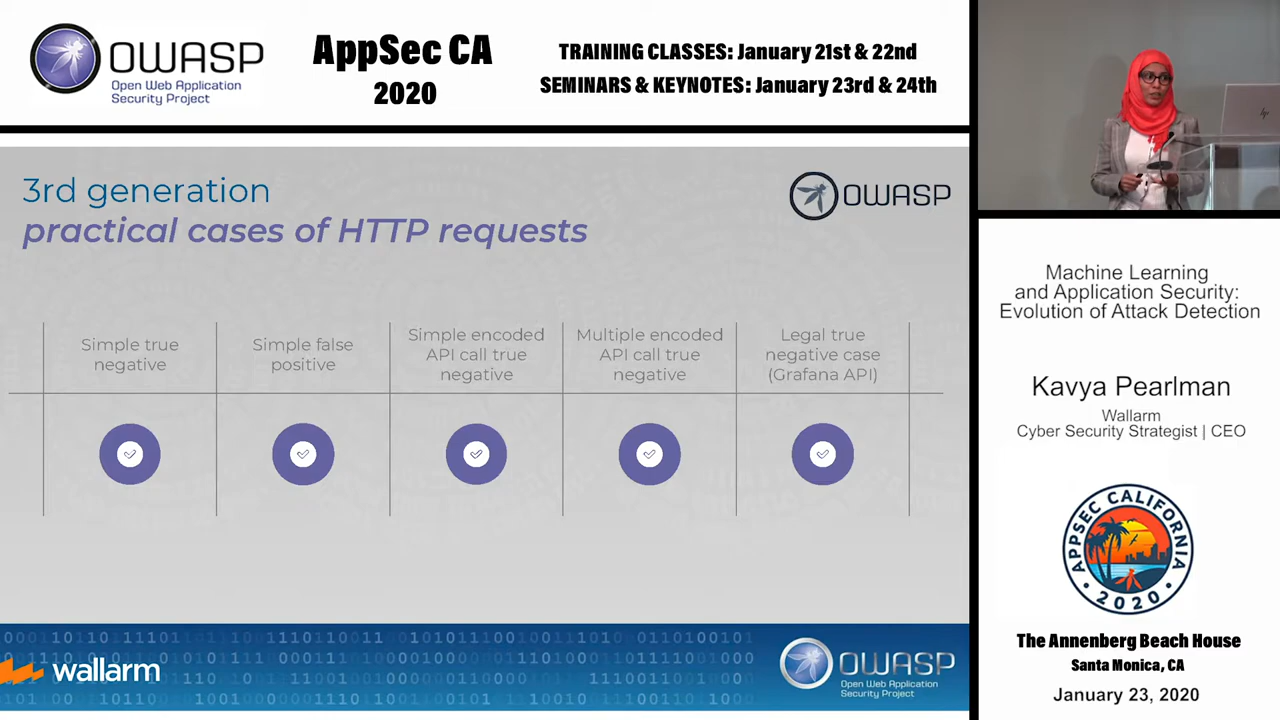 OWASP
Open Web Application
Security Project
AppSec CA
2020
TRAINING CLASSES: January 21st & 22nd
SEMINARS & KEYNOTES: January 23rd & 24th
3rd generation
practical cases of HTTP requests
OWASP
Simple true
negative
Simple false
positive
Simple encoded
API call true
negative
Multiple encoded
API call true
negative
Legal true
negative case
(Grafana API)
wallarm
OWASP
Open Web Application
Security Project
hp
Machine Learning
and Application Security:
Evolution of Attack Detection
Kavya Pearlman
Wallarm
Cyber Security Strategist | CEO
APPSEC CALIFORNIA
2020
The Annenberg Beach House
Santa Monica, CA
January 23, 2020